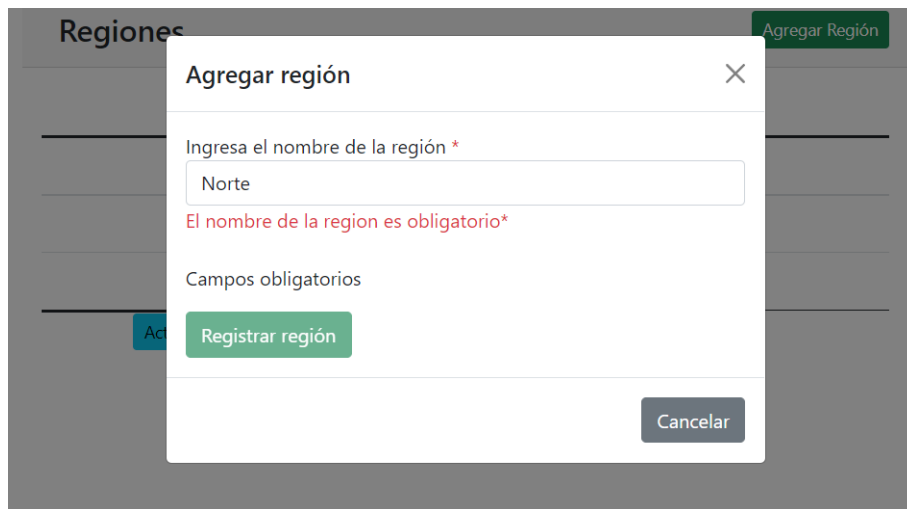 Regiones
Agregar Región
Agregar región
Ingresa el nombre de la región *
Norte
El nombre de la region es obligatorio*
Campos obligatorios
Registrar región
Cancelar